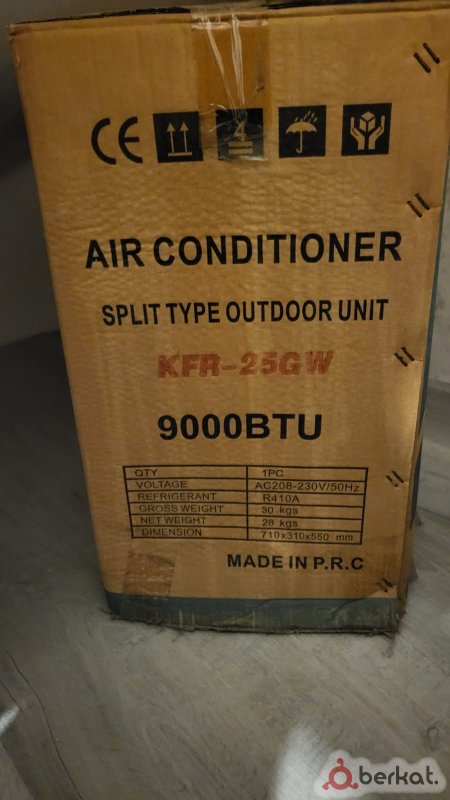 CE
4
AIR CONDITIONER
SPLIT TYPE OUTDOOR UNIT
KFR-25GW
9000BTU
QTY 1PC
VOLTAGE AC208-230V/50Hz
REFRIGERANT R410A
GROSS WEIGHT 30 kgs
NET WEIGHT 28 kgs
DIMENSION 710x310x550 mm
MADE IN P.R.C
berkat.